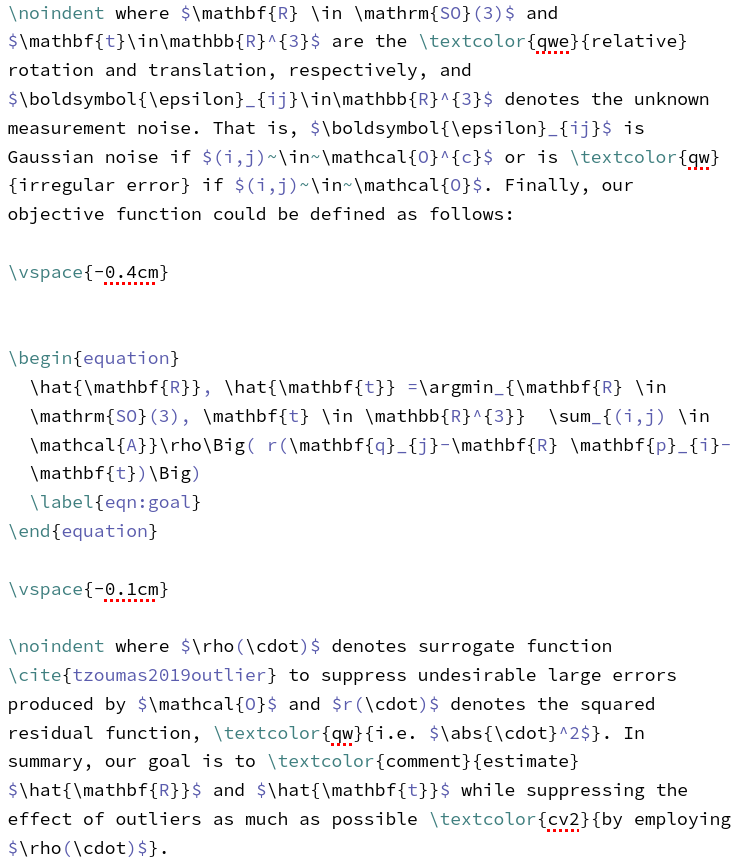 \noindent where $\mathbf{R} \in \mathrm{SO}(3)$ and
$\mathbf{t}\in\mathbb{R}^{3}$ are the \textcolor{qwe}{relative}
rotation and translation, respectively, and
$\boldsymbol{\epsilon}_{ij}\in\mathbb{R}^{3}$ denotes the unknown
measurement noise. That is, $\boldsymbol{\epsilon}_{ij}$ is
Gaussian noise if $(i,j)~\in~\mathcal{O}^{c}$ or is \textcolor{qw}
{irregular error} if $(i,j)~\in~\mathcal{O}$. Finally, our
objective function could be defined as follows:
\vspace{-0.4cm}
\begin{equation}
\hat{\mathbf{R}}, \hat{\mathbf{t}} =\argmin_{\mathbf{R} \in
\mathrm{SO}(3), \mathbf{t} \in \mathbb{R}^{3}}  \sum_{(i,j) \in
\mathcal{A}}\rho\Big( r(\mathbf{q}_{j}-\mathbf{R} \mathbf{p}_{i}-
\mathbf{t})\Big)
\label{eqn:goal}
\end{equation}
\vspace{-0.1cm}
\noindent where $\rho(\cdot)$ denotes surrogate function
\cite{tzoumas2019outlier} to suppress undesirable large errors
produced by $\mathcal{O}$ and $r(\cdot)$ denotes the squared
residual function, \textcolor{qw}{i.e. $\abs{\cdot}^2$}. In
summary, our goal is to \textcolor{comment}{estimate}
$\hat{\mathbf{R}}$ and $\hat{\mathbf{t}}$ while suppressing the
effect of outliers as much as possible \textcolor{cv2}{by employing
$\rho(\cdot)$}.